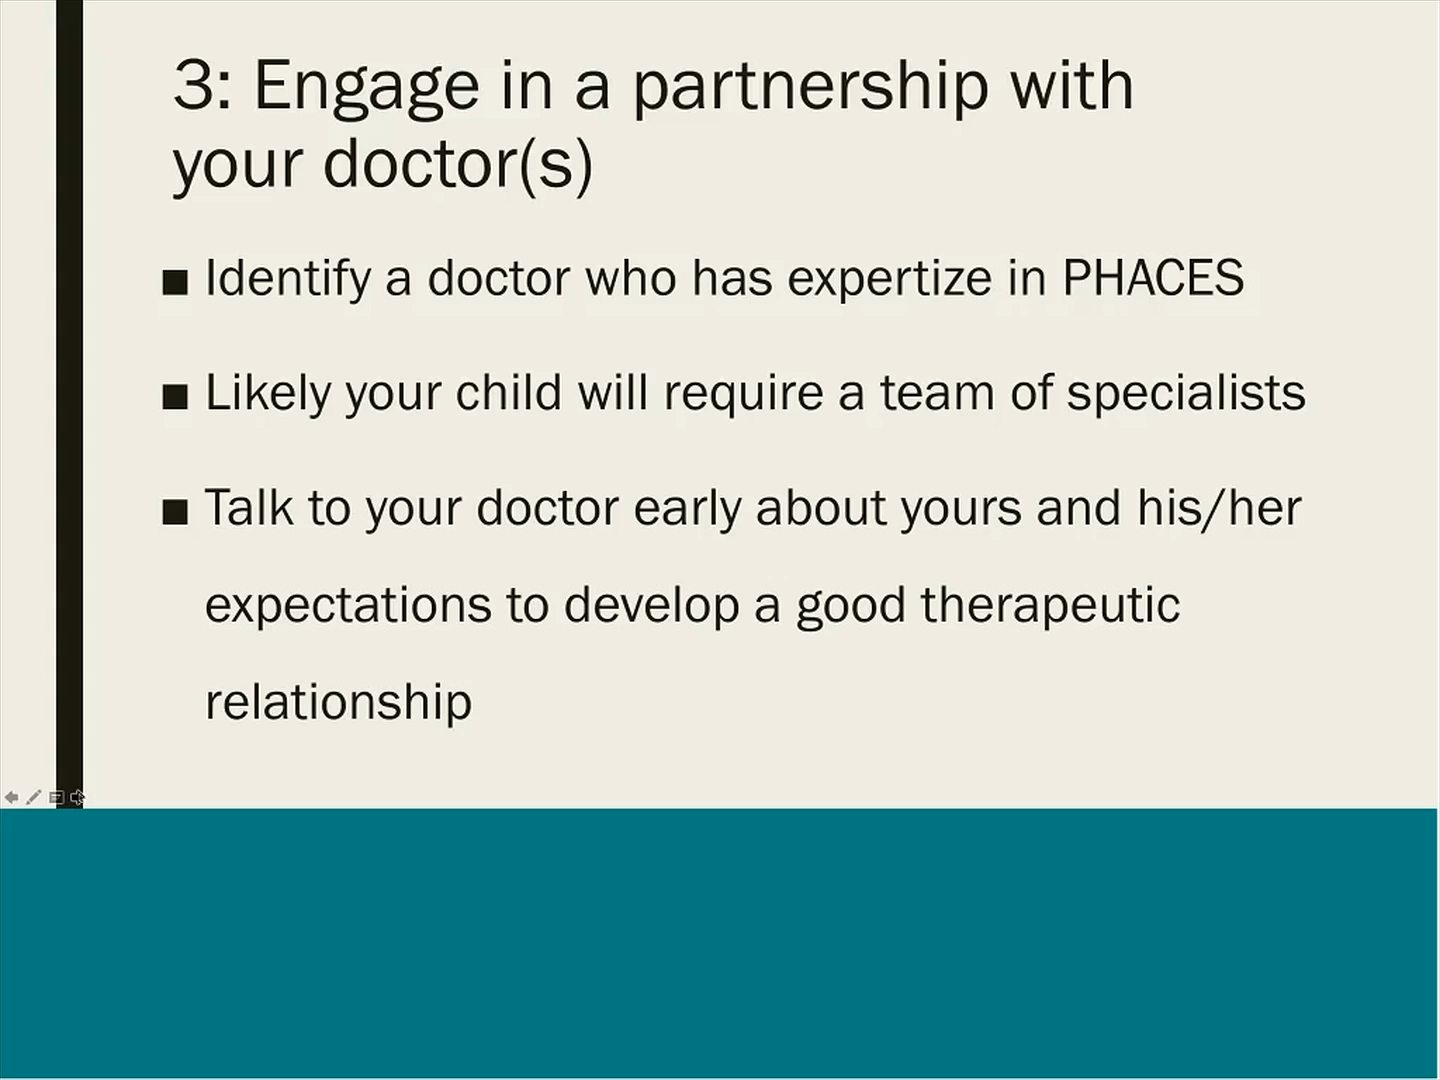 3: Engage in a partnership with
your doctor(s)
■ Identify a doctor who has expertize in PHACES
■ Likely your child will require a team of specialists
■ Talk to your doctor early about yours and his/her
expectations to develop a good therapeutic
relationship